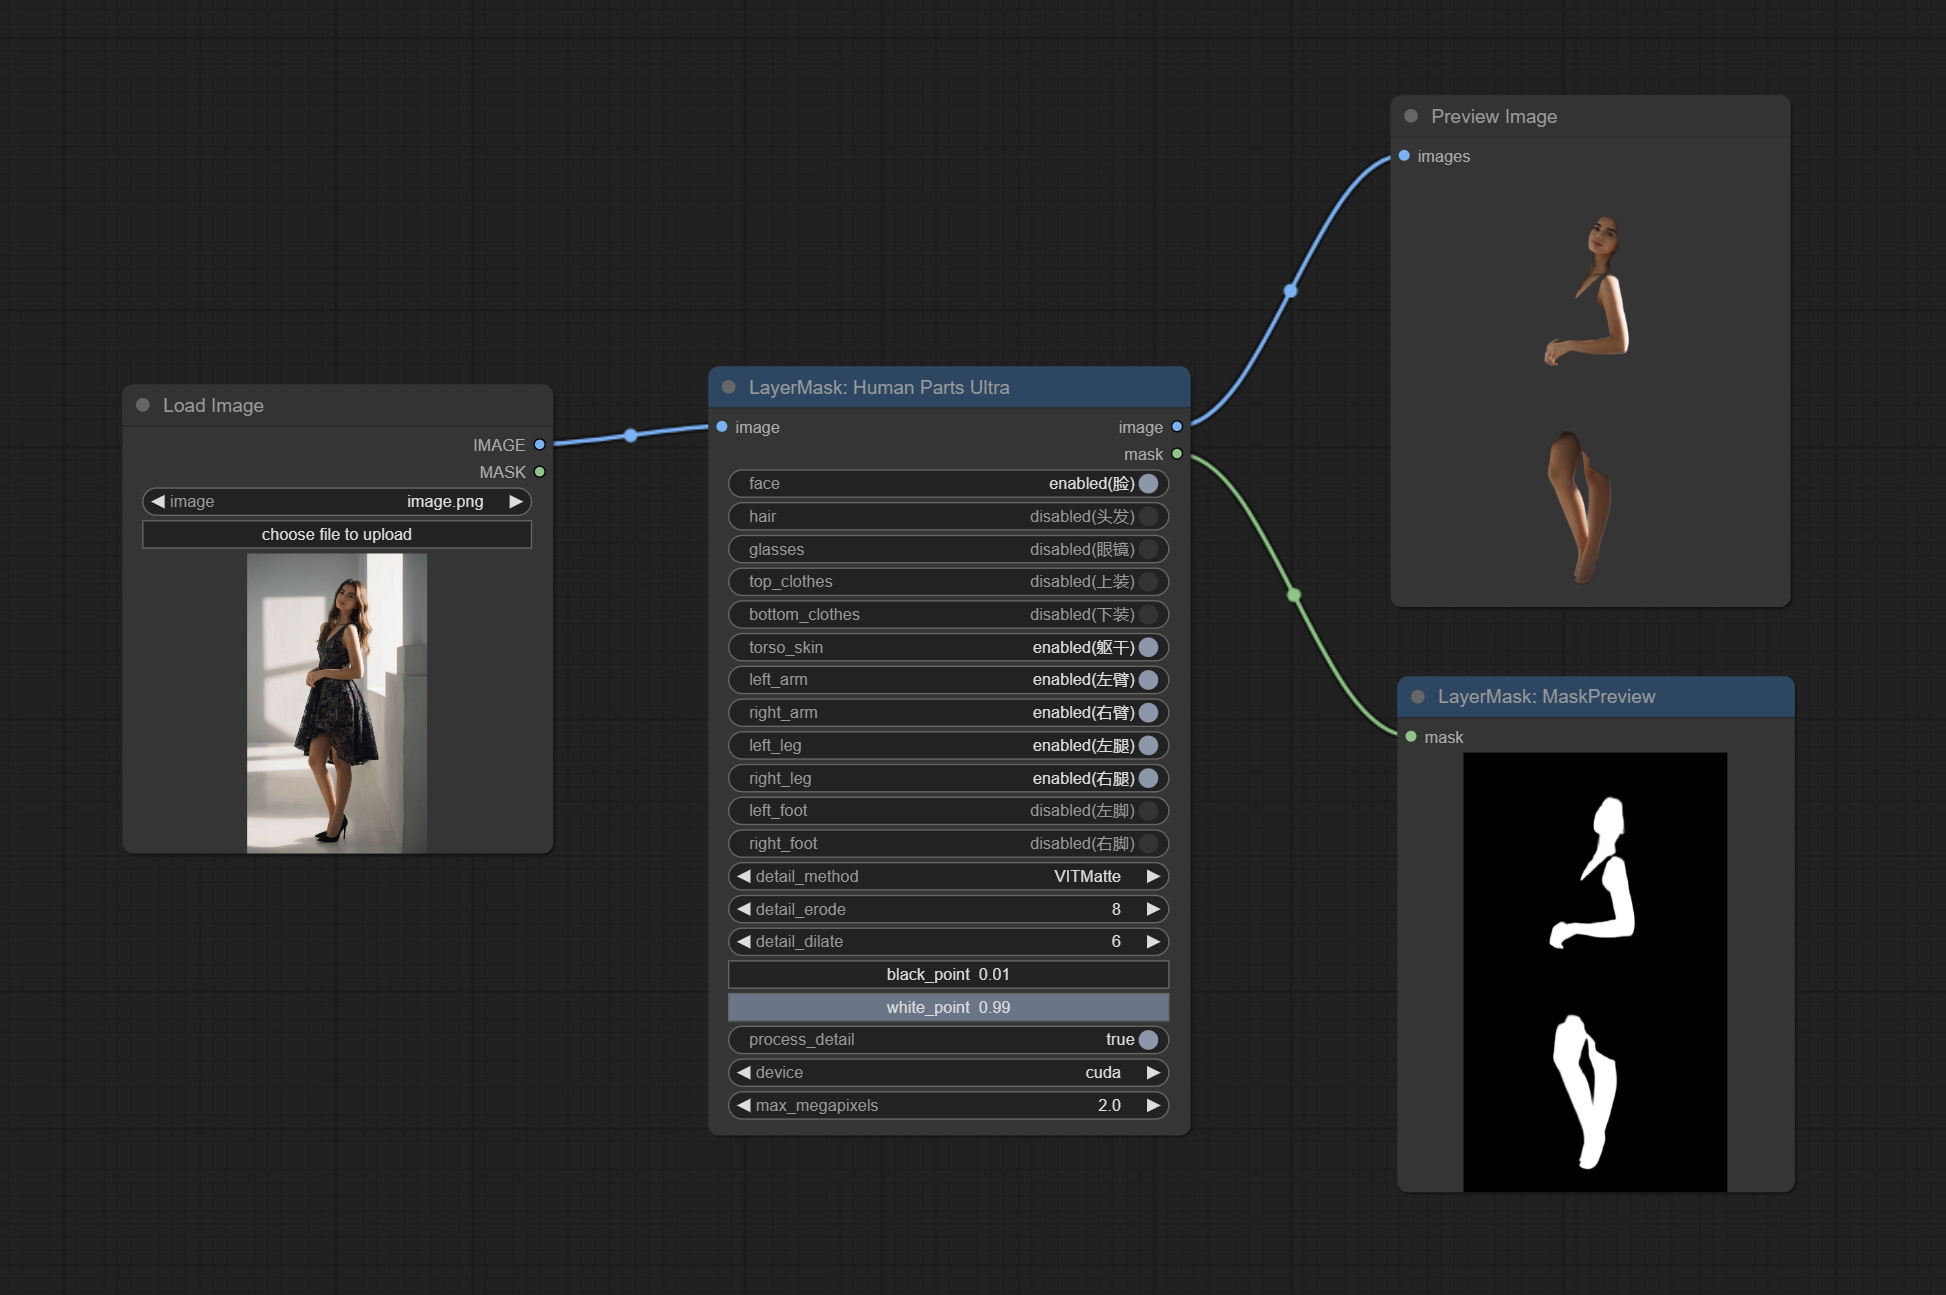 Load Image
IMAGE
MASK
image image.png
choose file to upload
LayerMask: Human Parts Ultra
image image
mask
face enabled(脸)
hair disabled(头发)
glasses disabled(眼镜)
top_clothes disabled(上装)
bottom_clothes disabled(下装)
torso_skin enabled(躯干)
left_arm enabled(左臂)
right_arm enabled(右臂)
left_leg enabled(左腿)
right_leg enabled(右腿)
left_foot disabled(左脚)
right_foot disabled(右脚)
detail_method VITMatte
detail_erode 8
detail_dilate 6
black_point 0.01
white_point 0.99
process_detail true
device cuda
max_megapixels 2.0
Preview Image
images
LayerMask: MaskPreview
mask